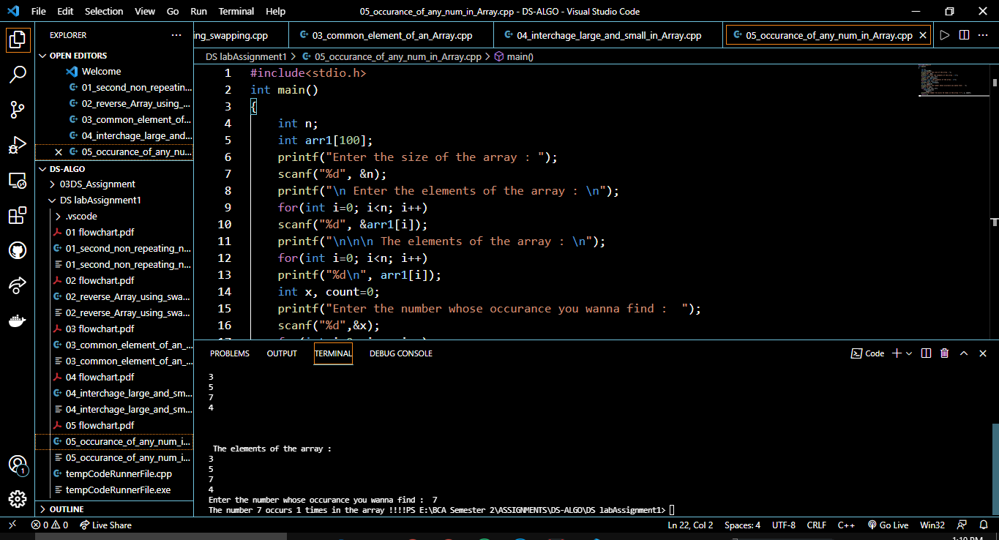 File Edit Selection View Go Run Terminal Help 05_occurance_of_any_num_in_Array.cpp - DS-ALGO - Visual Studio Code
EXPLORER ···
ing_swapping.cpp 03_common_element_of_an_Array.cpp 04_interchage_large_and_small_in_Array.cpp 05_occurance_of_any_num_in_Array.cpp
OPEN EDITORS
Welcome
01_second_non_repeatin...
02_reverse_Array_using_...
03_common_element_of...
04_interchage_large_and...
05_occurance_of_any_nu...
DS-ALGO
03DS_Assignment
DS labAssignment1
.vscode
01 flowchart.pdf
01_second_non_repeating_n...
01_second_non_repeating_n...
02 flowchart.pdf
02_reverse_Array_using_swa...
02_reverse_Array_using_swa...
03 flowchart.pdf
03_common_element_of_an_...
03_common_element_of_an_...
04 flowchart.pdf
04_interchage_large_and_sm...
04_interchage_large_and_sm...
05 flowchart.pdf
05_occurance_of_any_num_i...
05_occurance_of_any_num_i...
tempCodeRunnerFile.cpp
tempCodeRunnerFile.exe
OUTLINE
DS labAssignment1 > 05_occurance_of_any_num_in_Array.cpp > main()
1 #include<stdio.h>
2 int main()
3 {
4 int n;
5 int arr1[100];
6 printf("Enter the size of the array : ");
7 scanf("%d", &n);
8 printf("\n Enter the elements of the array : \n");
9 for(int i=0; i<n; i++)
10 scanf("%d", &arr1[i]);
11 printf("\n\n\n The elements of the array : \n");
12 for(int i=0; i<n; i++)
13 printf("%d\n", arr1[i]);
14 int x, count=0;
15 printf("Enter the number whose occurance you wanna find :  ");
16 scanf("%d",&x);
PROBLEMS OUTPUT TERMINAL DEBUG CONSOLE Code
3
5
7
4
The elements of the array :
3
5
7
4
Enter the number whose occurance you wanna find :  7
The number 7 occurs 1 times in the array !!!!PS E:\BCA Semester 2\ASSIGNMENTS\DS-ALGO\DS labAssignment1>
1
0 0 Live Share Ln 22, Col 2 Spaces: 4 UTF-8 CRLF C++ Go Live Win32